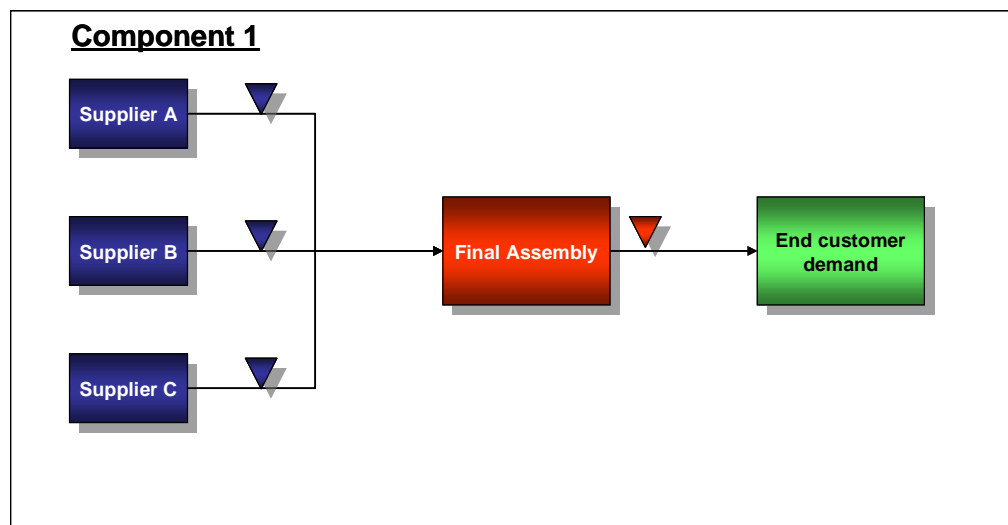 Component 1
Supplier A
Supplier B
Final Assembly
End customer
demand
Supplier C